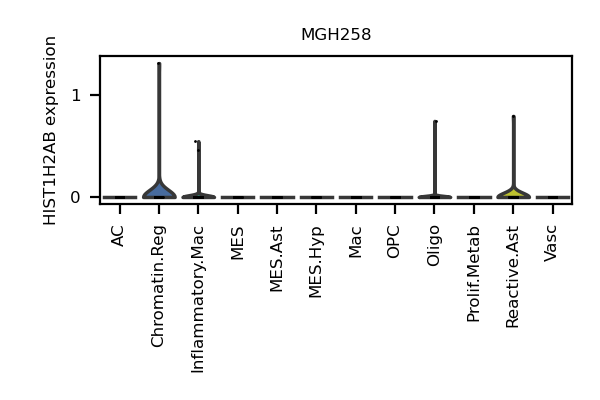 MGH258
HIST1H2AB expression
1
0
AC
Chromatin.Reg
Inflammatory.Mac
MES
MES.Ast
MES.Hyp
Mac
OPC
Oligo
Prolif.Metab
Reactive.Ast
Vasc